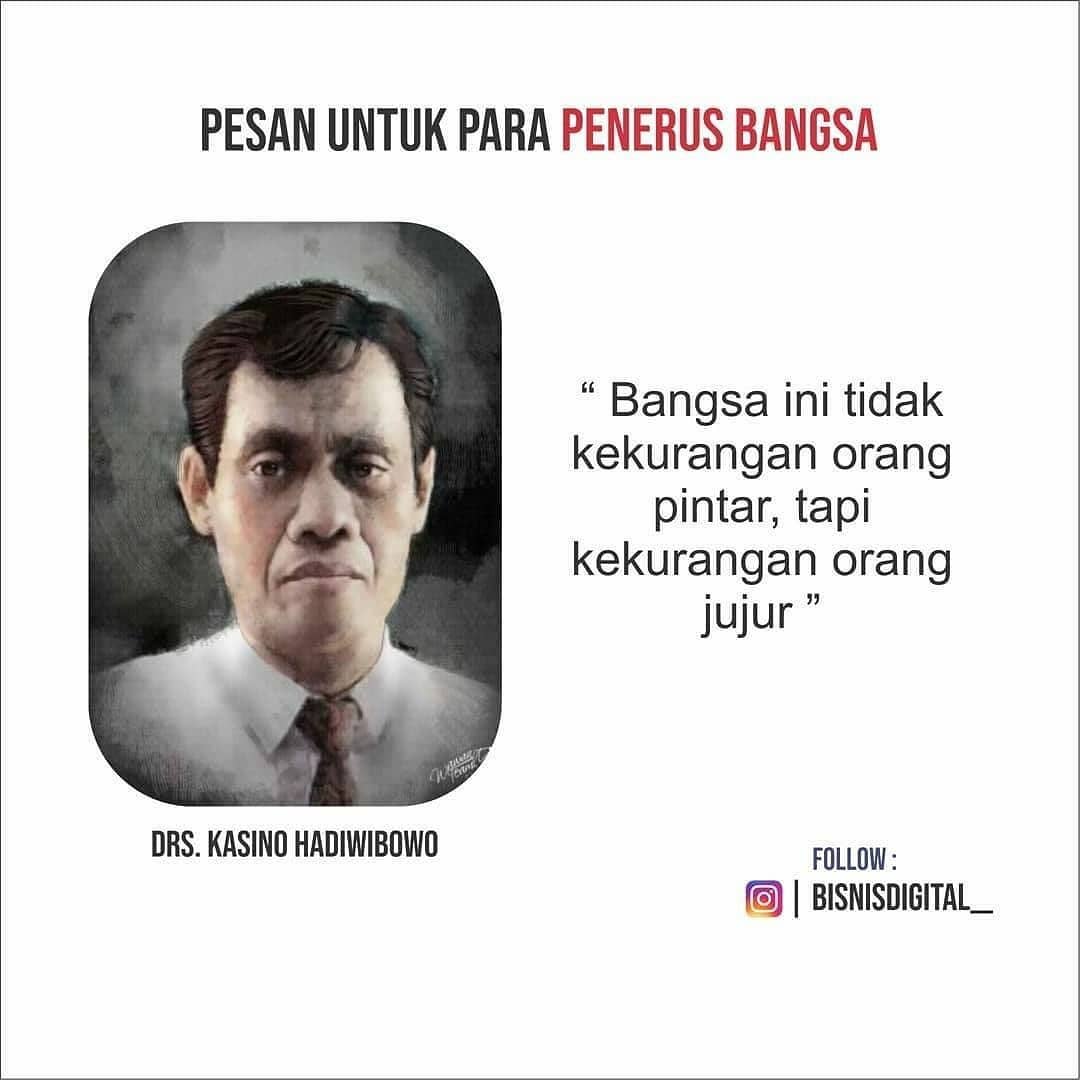 PESAN UNTUK PARA PENERUS BANGSA
“ Bangsa ini tidak
kekurangan orang
pintar, tapi
kekurangan orang
jujur ”
DRS. KASINO HADIWIBOWO
FOLLOW :
| BISNISDIGITAL_